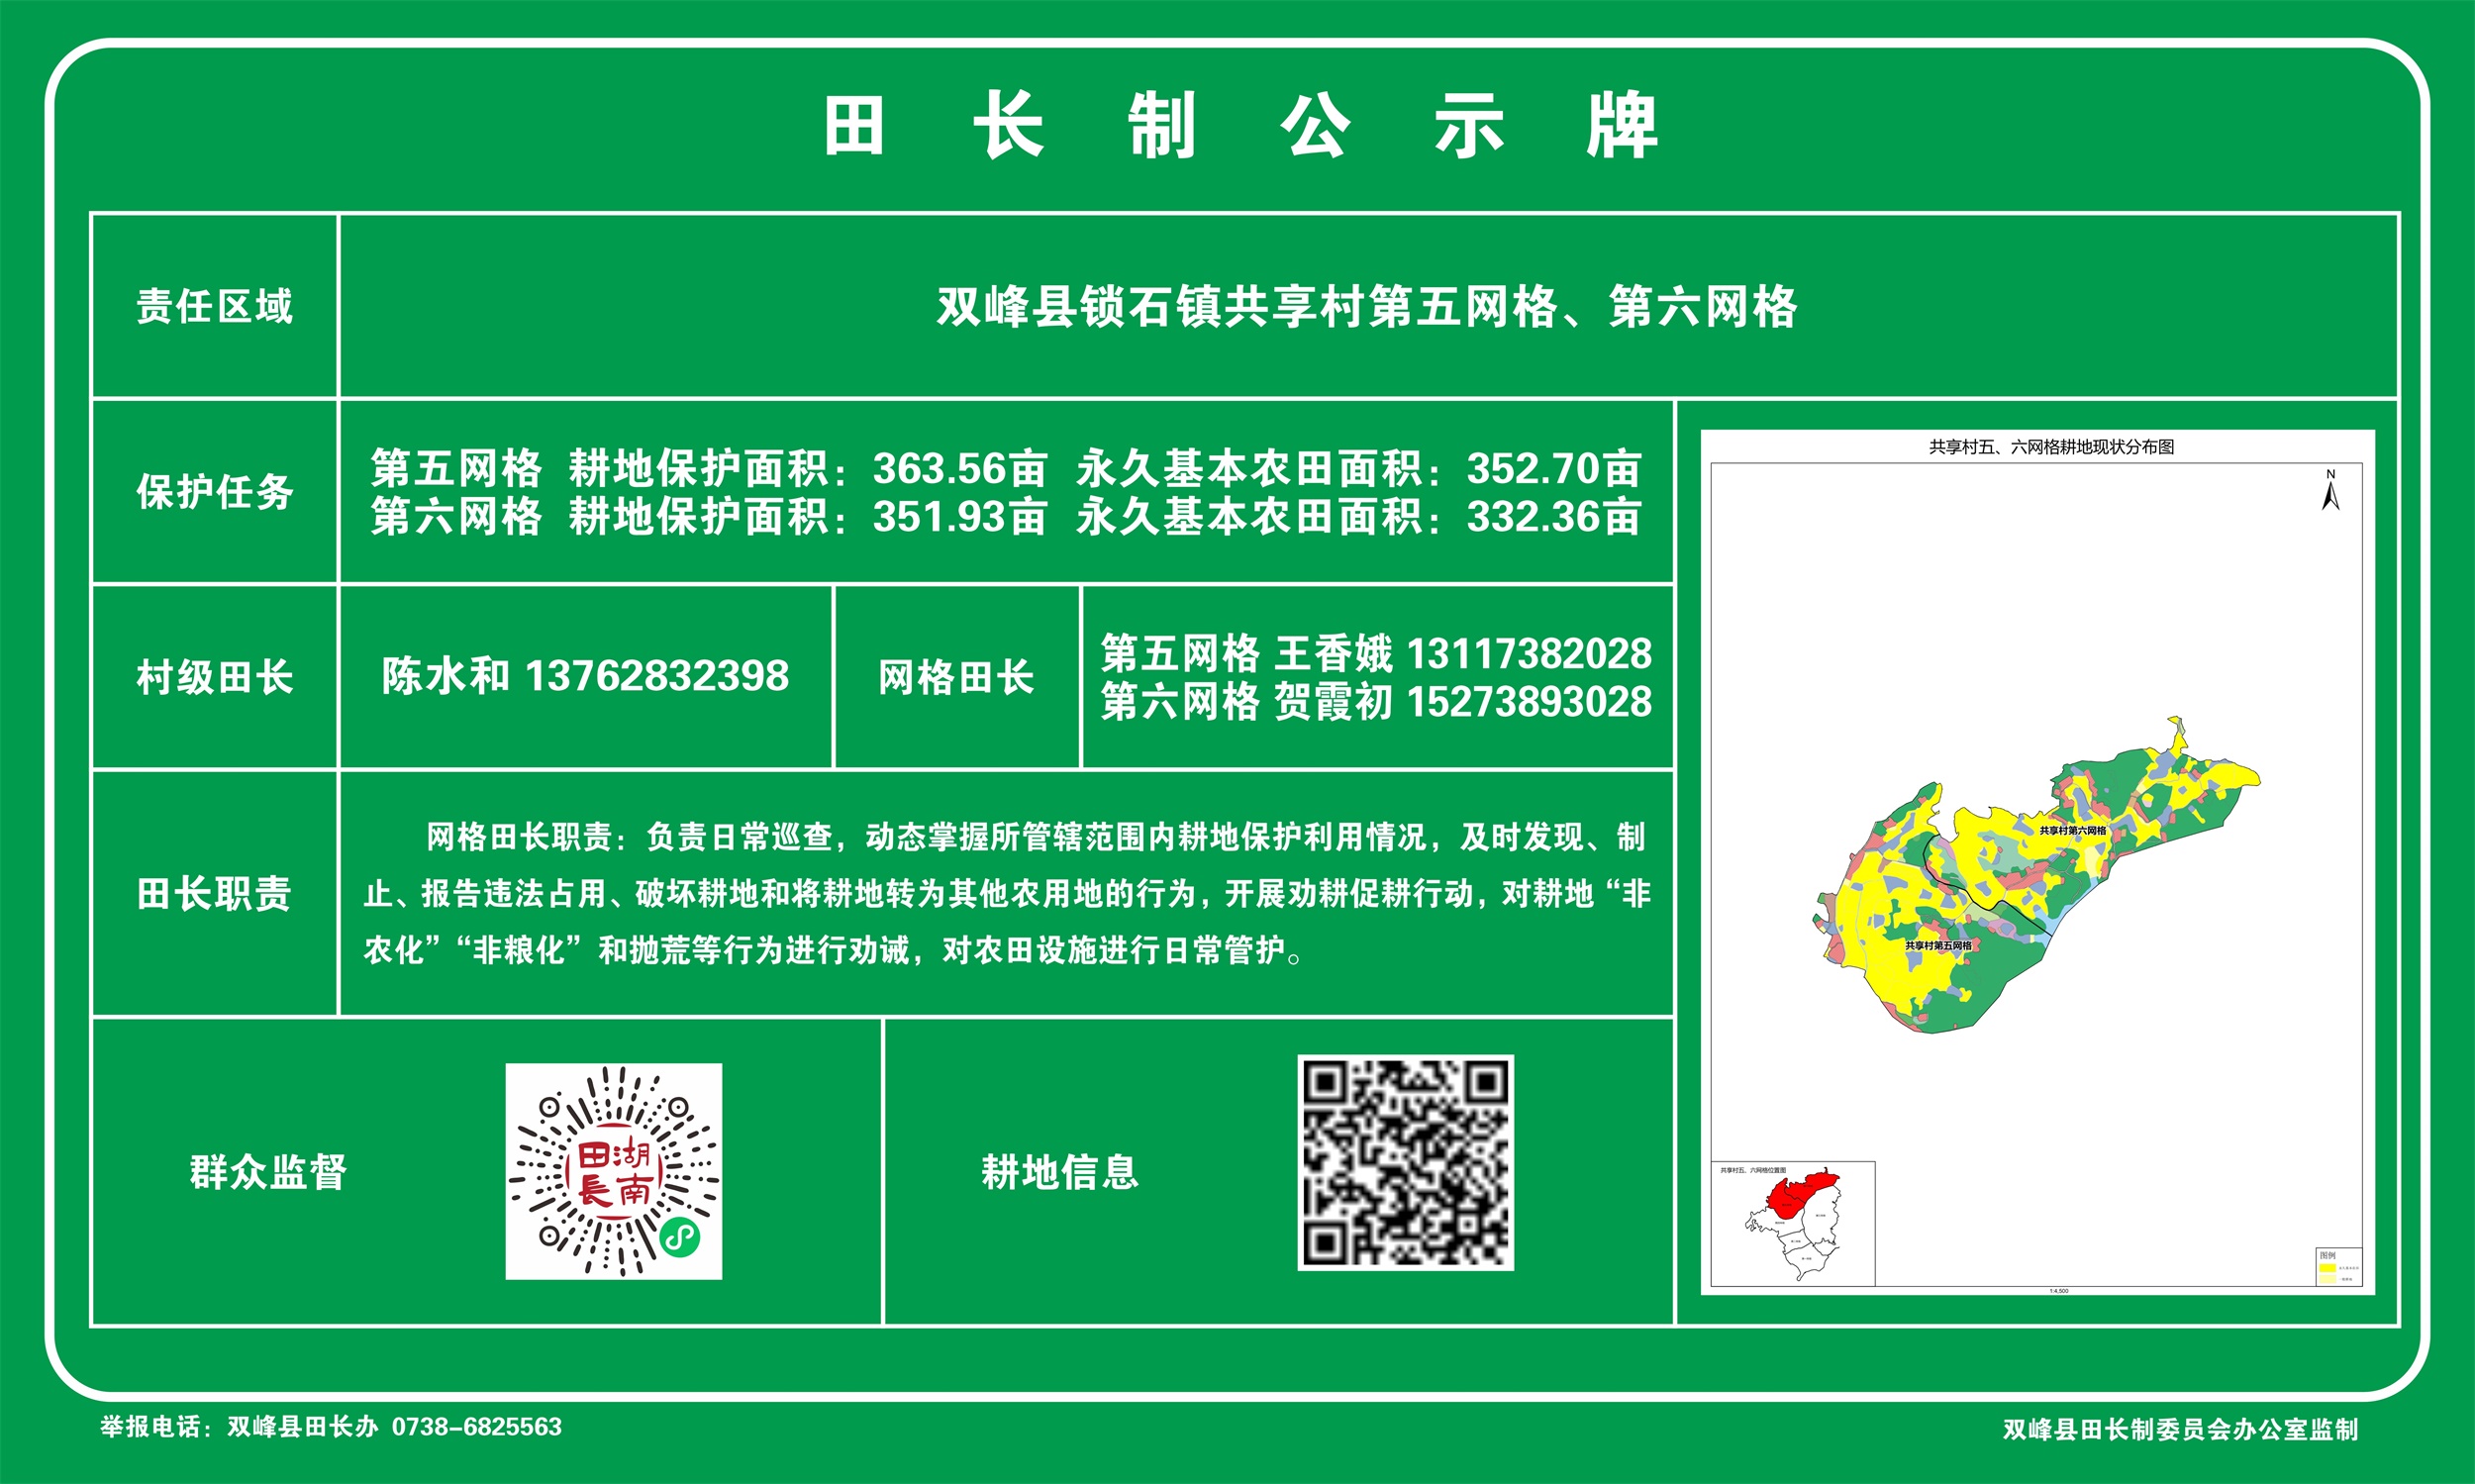 田长制公示牌
责任区域
双峰县锁石镇共享村第五网格、第六网格
保护任务
第五网格 耕地保护面积：363.56亩 永久基本农田面积：352.70亩
第六网格 耕地保护面积：351.93亩 永久基本农田面积：332.36亩
村级田长
陈水和 13762832398
网格田长
第五网格 王香娥 13117382028
第六网格 贺霞初 15273893028
田长职责
网格田长职责：负责日常巡查，动态掌握所管辖范围内耕地保护利用情况，及时发现、制
止、报告违法占用、破坏耕地和将耕地转为其他农用地的行为，开展劝耕促耕行动，对耕地“非
农化”“非粮化”和抛荒等行为进行劝诫，对农田设施进行日常管护。
群众监督
田湖
長南
耕地信息
共享村五、六网格耕地现状分布图
N
共享村第六网格
共享村第五网格
共享村五、六网格位置图
图例
1:4,500
举报电话：双峰县田长办 0738-6825563
双峰县田长制委员会办公室监制